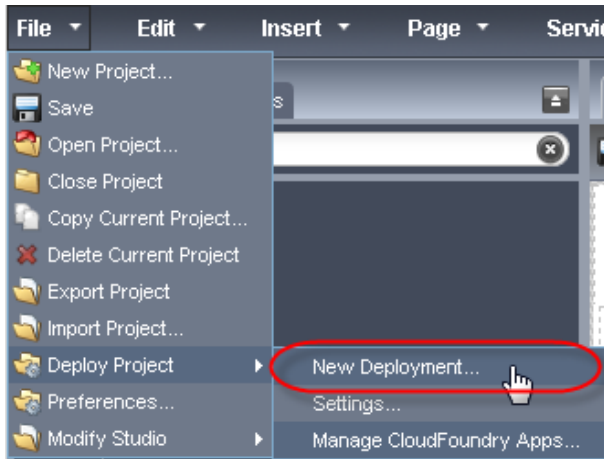 File Edit Insert Page Servic
New Project...
s
Save
Open Project...
Close Project
Copy Current Project...
Delete Current Project
Export Project
Import Project...
Deploy Project
New Deployment...
Preferences...
Settings...
Modify Studio
Manage CloudFoundry Apps...